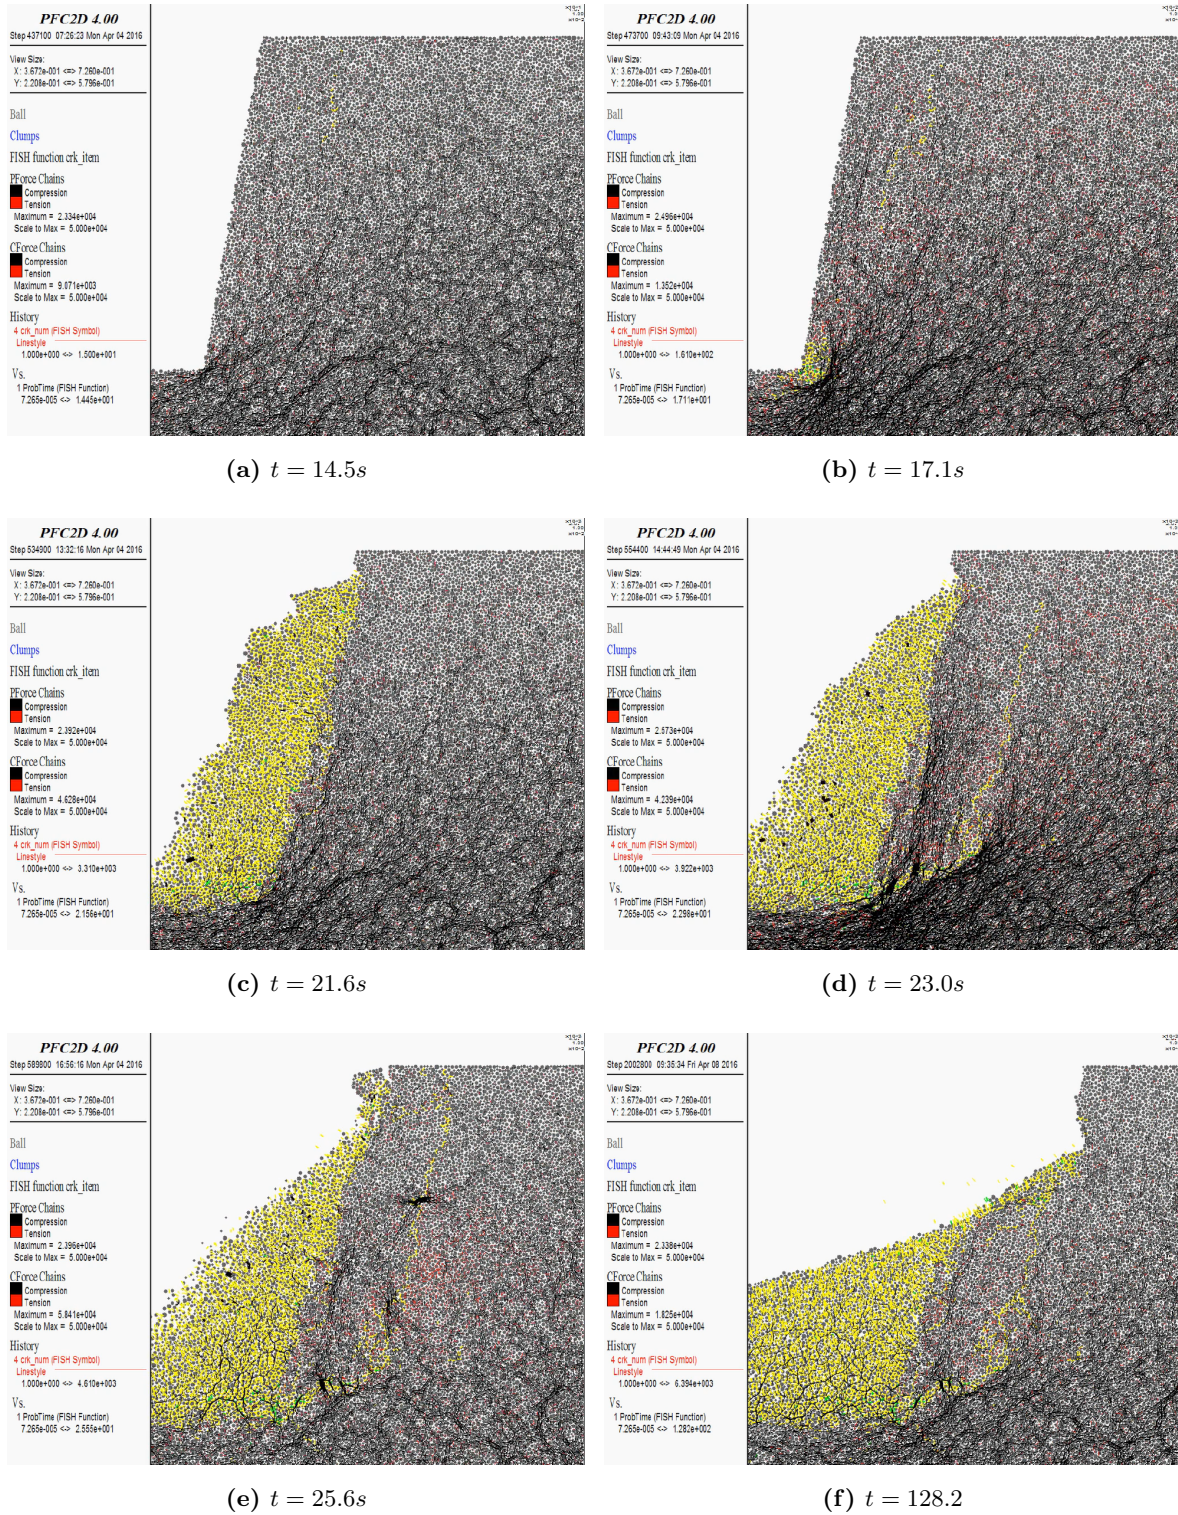 PFC2D 4.00
Step 437100 07:26:23 Mon Apr 04 2016
View Size:
X: 3.672e-001 <=> 7.260e-001
Y: 2.208e-001 <=> 5.796e-001
Ball
Clumps
FISH function crk_item
PForce Chains
Compression
Tension
Maximum = 2.334e+004
Scale to Max = 5.000e+004
CForce Chains
Compression
Tension
Maximum = 9.071e+003
Scale to Max = 5.000e+004
History
4 crk_num (FISH Symbol)
Linestyle
1.000e+000 <-> 1.500e+001
Vs.
1 ProbTime (FISH Function)
7.265e-005 <-> 1.445e+001
(a) t = 14.5s
PFC2D 4.00
Step 473700 09:43:09 Mon Apr 04 2016
View Size:
X: 3.672e-001 <=> 7.260e-001
Y: 2.208e-001 <=> 5.796e-001
Ball
Clumps
FISH function crk_item
PForce Chains
Compression
Tension
Maximum = 2.496e+004
Scale to Max = 5.000e+004
CForce Chains
Compression
Tension
Maximum = 1.352e+004
Scale to Max = 5.000e+004
History
4 crk_num (FISH Symbol)
Linestyle
1.000e+000 <-> 1.610e+002
Vs.
1 ProbTime (FISH Function)
7.265e-005 <-> 1.711e+001
(b) t = 17.1s
PFC2D 4.00
Step 534900 13:32:16 Mon Apr 04 2016
View Size:
X: 3.672e-001 <=> 7.260e-001
Y: 2.208e-001 <=> 5.796e-001
Ball
Clumps
FISH function crk_item
PForce Chains
Compression
Tension
Maximum = 2.392e+004
Scale to Max = 5.000e+004
CForce Chains
Compression
Tension
Maximum = 4.628e+004
Scale to Max = 5.000e+004
History
4 crk_num (FISH Symbol)
Linestyle
1.000e+000 <-> 3.310e+003
Vs.
1 ProbTime (FISH Function)
7.265e-005 <-> 2.156e+001
(c) t = 21.6s
PFC2D 4.00
Step 554400 14:44:49 Mon Apr 04 2016
View Size:
X: 3.672e-001 <=> 7.260e-001
Y: 2.208e-001 <=> 5.796e-001
Ball
Clumps
FISH function crk_item
PForce Chains
Compression
Tension
Maximum = 2.573e+004
Scale to Max = 5.000e+004
CForce Chains
Compression
Tension
Maximum = 4.239e+004
Scale to Max = 5.000e+004
History
4 crk_num (FISH Symbol)
Linestyle
1.000e+000 <-> 3.922e+003
Vs.
1 ProbTime (FISH Function)
7.265e-005 <-> 2.298e+001
(d) t = 23.0s
PFC2D 4.00
Step 589800 16:56:16 Mon Apr 04 2016
View Size:
X: 3.672e-001 <=> 7.260e-001
Y: 2.208e-001 <=> 5.796e-001
Ball
Clumps
FISH function crk_item
PForce Chains
Compression
Tension
Maximum = 2.396e+004
Scale to Max = 5.000e+004
CForce Chains
Compression
Tension
Maximum = 5.841e+004
Scale to Max = 5.000e+004
History
4 crk_num (FISH Symbol)
Linestyle
1.000e+000 <-> 4.610e+003
Vs.
1 ProbTime (FISH Function)
7.265e-005 <-> 2.555e+001
(e) t = 25.6s
PFC2D 4.00
Step 2002800 09:35:34 Fri Apr 08 2016
View Size:
X: 3.672e-001 <=> 7.260e-001
Y: 2.208e-001 <=> 5.796e-001
Ball
Clumps
FISH function crk_item
PForce Chains
Compression
Tension
Maximum = 2.338e+004
Scale to Max = 5.000e+004
CForce Chains
Compression
Tension
Maximum = 1.825e+004
Scale to Max = 5.000e+004
History
4 crk_num (FISH Symbol)
Linestyle
1.000e+000 <-> 6.394e+003
Vs.
1 ProbTime (FISH Function)
7.265e-005 <-> 1.282e+002
(f) t = 128.2